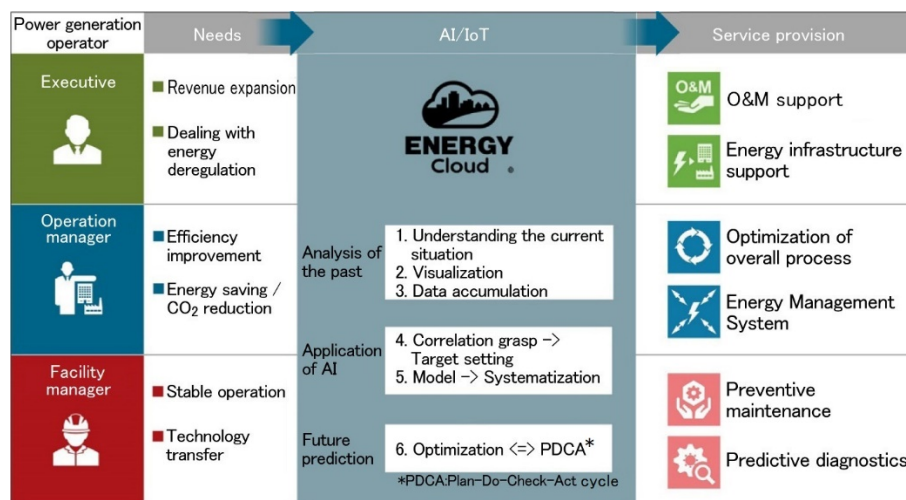 Power generation
operator
Needs
AI/IoT
Service provision
Executive
Revenue expansion
Dealing with
energy
deregulation
ENERGY
Cloud
O&M
O&M support
Energy infrastructure
support
Operation
manager
Efficiency
improvement
Energy saving /
CO₂ reduction
Analysis of
the past
1. Understanding the current
situation
2. Visualization
3. Data accumulation
Optimization of
overall process
Energy Management
System
Application
of AI
4. Correlation grasp −>
Target setting
5. Model −> Systematization
Facility
manager
Stable operation
Technology
transfer
Future
prediction
6. Optimization <=> PDCA*
*PDCA:Plan-Do-Check-Act cycle
Preventive
maintenance
Predictive diagnostics